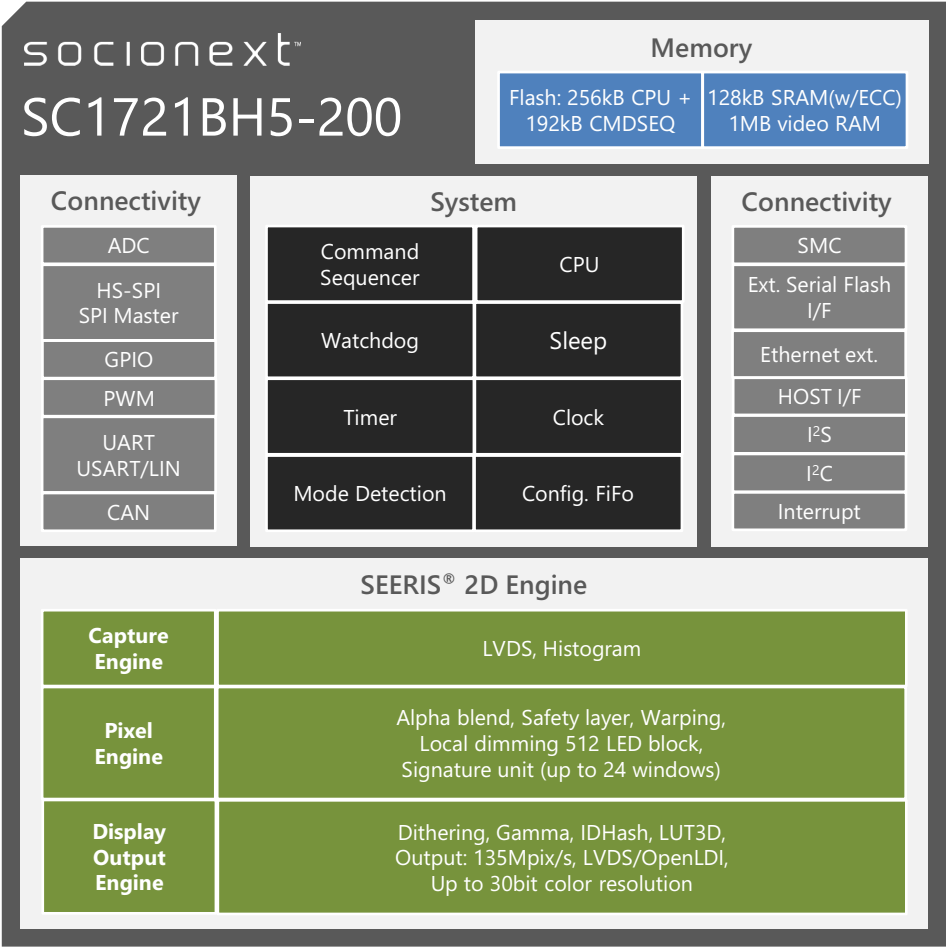 socionext™
SC1721BH5-200
Memory
Flash: 256kB CPU +
192kB CMDSEQ
128kB SRAM(w/ECC)
1MB video RAM
Connectivity
ADC
HS-SPI
SPI Master
GPIO
PWM
UART
USART/LIN
CAN
System
Command
Sequencer
CPU
Watchdog
Sleep
Timer
Clock
Mode Detection
Config. FiFo
Connectivity
SMC
Ext. Serial Flash
I/F
Ethernet ext.
HOST I/F
I²S
I²C
Interrupt
SEERIS® 2D Engine
Capture
Engine
LVDS, Histogram
Pixel
Engine
Alpha blend, Safety layer, Warping,
Local dimming 512 LED block,
Signature unit (up to 24 windows)
Display
Output
Engine
Dithering, Gamma, IDHash, LUT3D,
Output: 135Mpix/s, LVDS/OpenLDI,
Up to 30bit color resolution